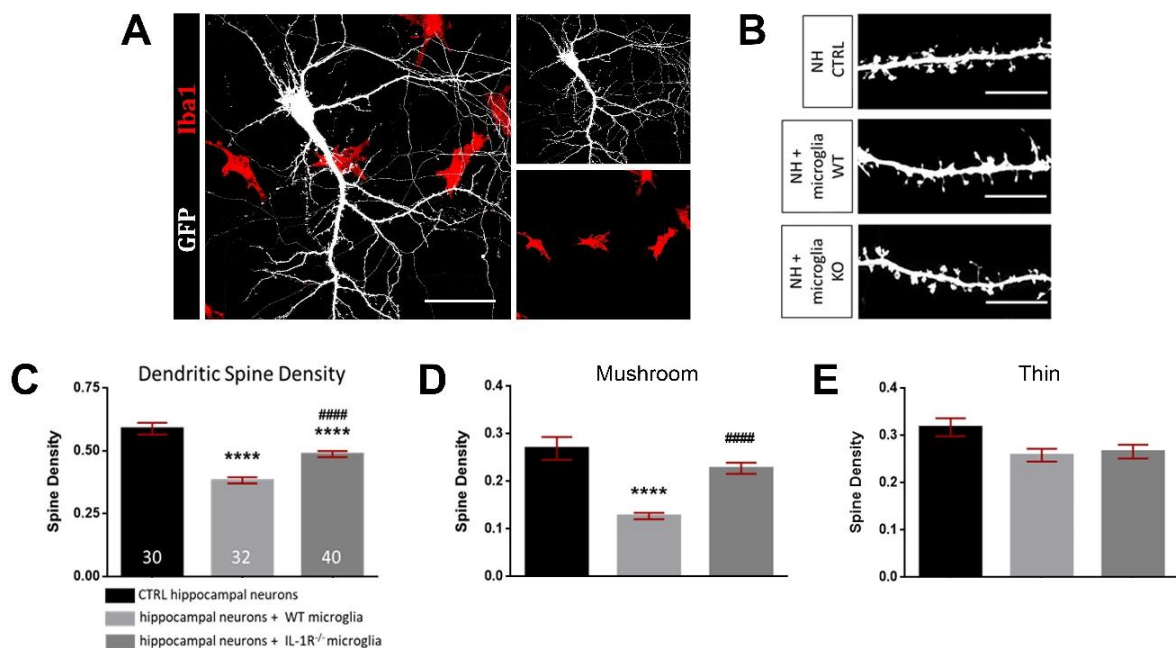 A
GFP
Iba1
B
NH
CTRL
NH +
microglia
WT
NH +
microglia
KO
C
Dendritic Spine Density
Spine Density
0.75
0.50
0.25
0.00
****
####
****
30
32
40
CTRL hippocampal neurons
hippocampal neurons + WT microglia
hippocampal neurons + IL-1R-/- microglia
D
Mushroom
Spine Density
0.4
0.3
0.2
0.1
0.0
****
####
E
Thin
Spine Density
0.4
0.3
0.2
0.1
0.0